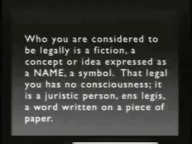 Who you are considered to
be legally is a fiction, a
concept or idea expressed as
a NAME, a symbol. That legal
you has no consciousness; it
is a juristic person, ens legis,
a word written on a piece of
paper.